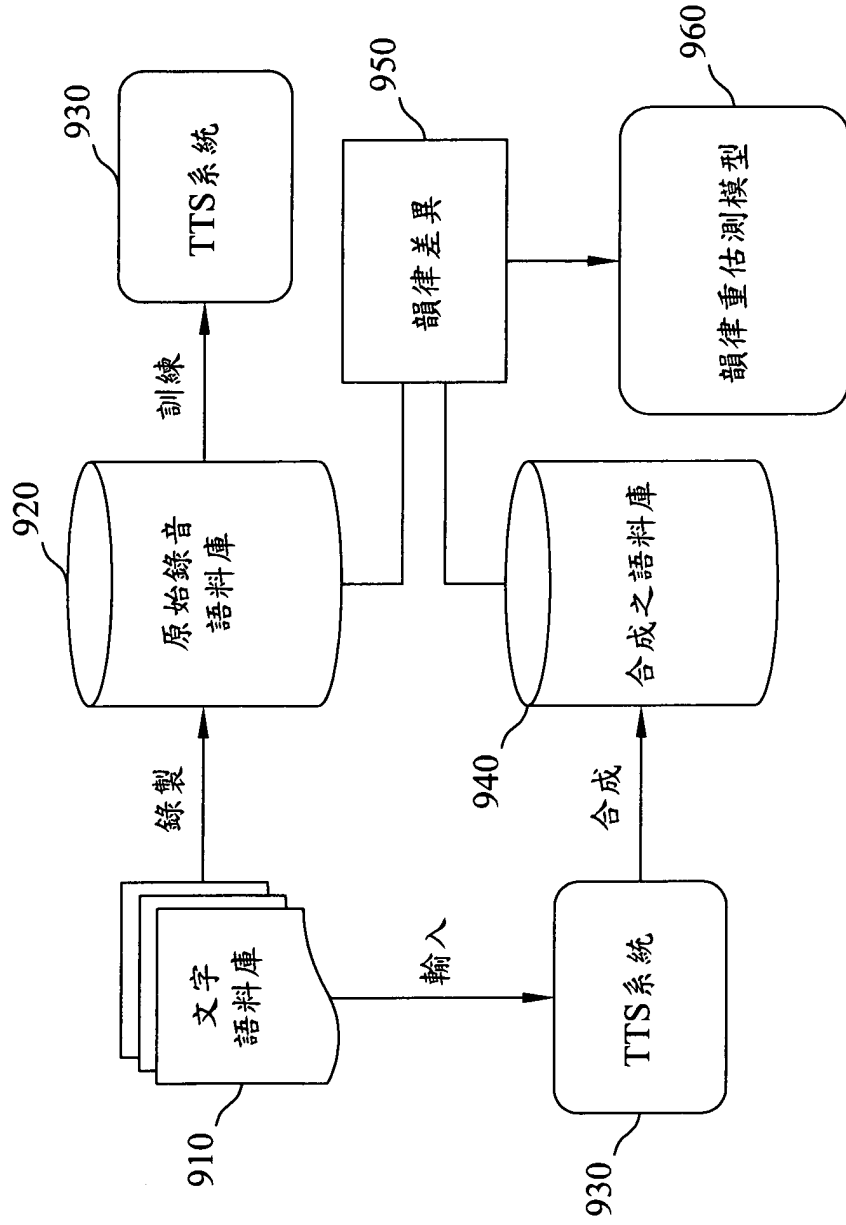 910
文字
語料庫
錄製
920
原始錄音
語料庫
訓練
930
TTS系統
輸入
930
TTS系統
合成
940
合成之語料庫
950
韻律差異
960
韻律重估測模型